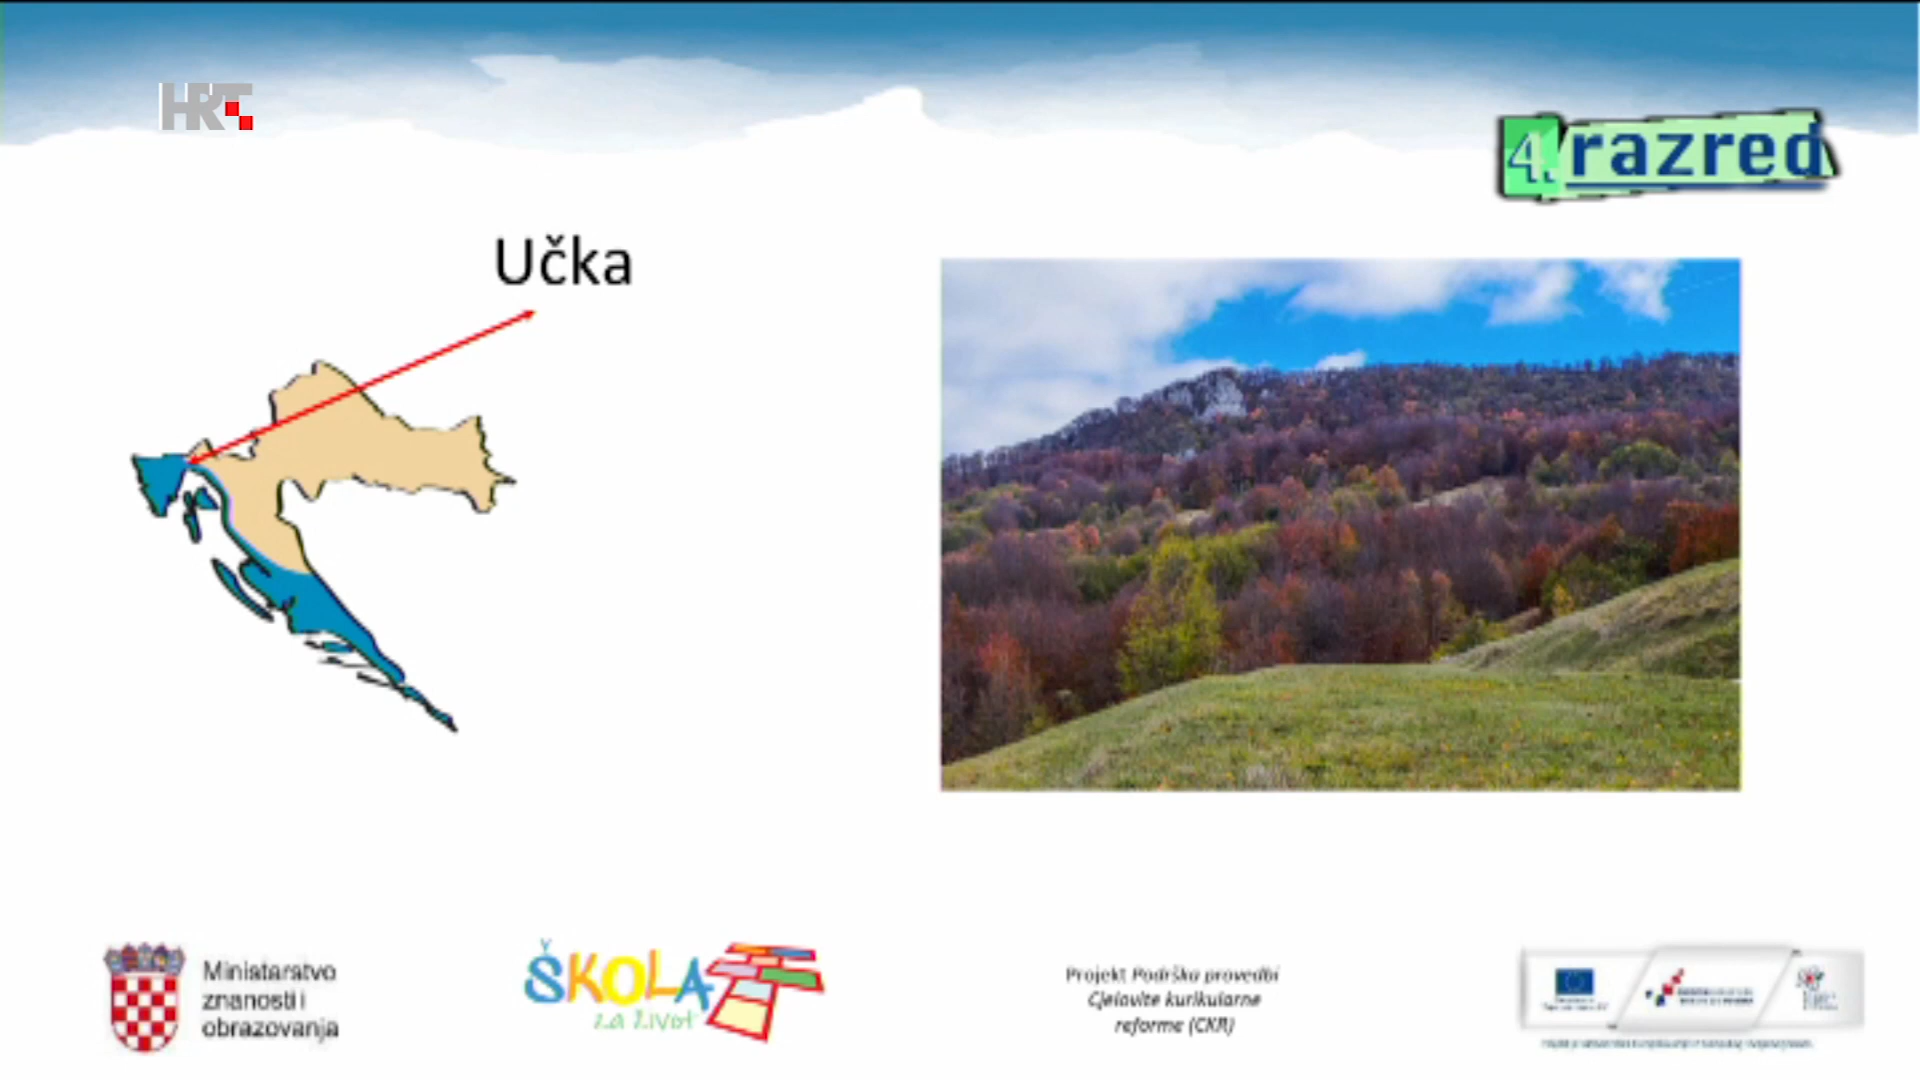 HRT
4. razred
Učka
Ministarstvo
znanosti i
obrazovanja
ŠKOLA
za život
Projekt Podrška provedbi
Cjelovite kurikularne
reforme (CKR)